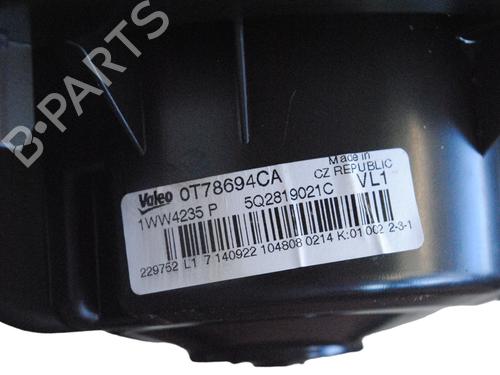 B-PARTS
Valeo 0T78694CA Made in
CZ REPUBLIC
1WW4235 P 5Q2819021C VL1
229752 L1 7 140922 104808 0214 K:01 002 2-3-1